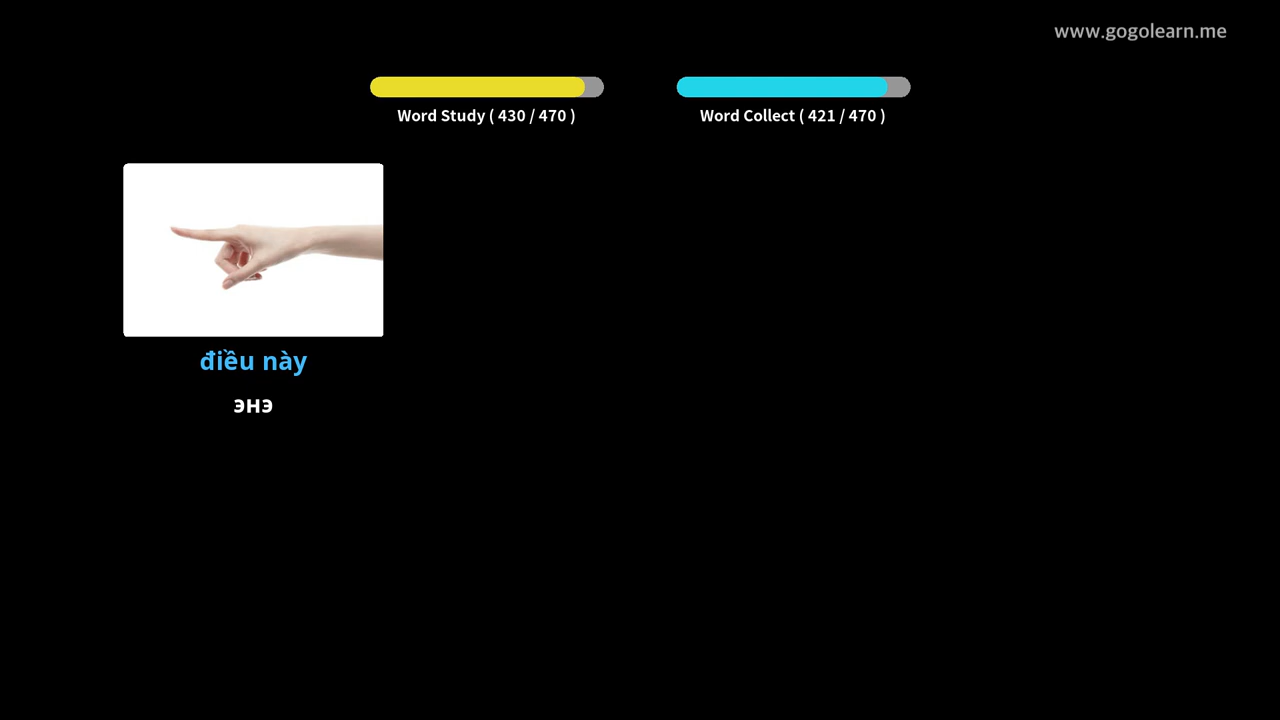 www.gogolearn.me
Word Study ( 430 / 470 )
Word Collect ( 421 / 470 )
điều này
энэ